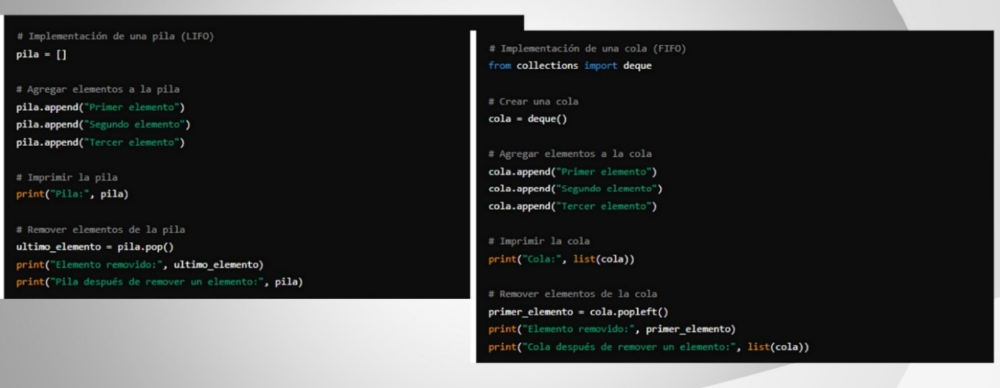 # Implementación de una pila (LIFO)
pila = []
# Agregar elementos a la pila
pila.append("Primer elemento")
pila.append("Segundo elemento")
pila.append("Tercer elemento")
# Imprimir la pila
print("Pila:", pila)
# Remover elementos de la pila
ultimo_elemento = pila.pop()
print("Elemento removido:", ultimo_elemento)
print("Pila después de remover un elemento:", pila)
# Implementación de una cola (FIFO)
from collections import deque
# Crear una cola
cola = deque()
# Agregar elementos a la cola
cola.append("Primer elemento")
cola.append("Segundo elemento")
cola.append("Tercer elemento")
# Imprimir la cola
print("Cola:", list(cola))
# Remover elementos de la cola
primer_elemento = cola.popleft()
print("Elemento removido:", primer_elemento)
print("Cola después de remover un elemento:", list(cola))